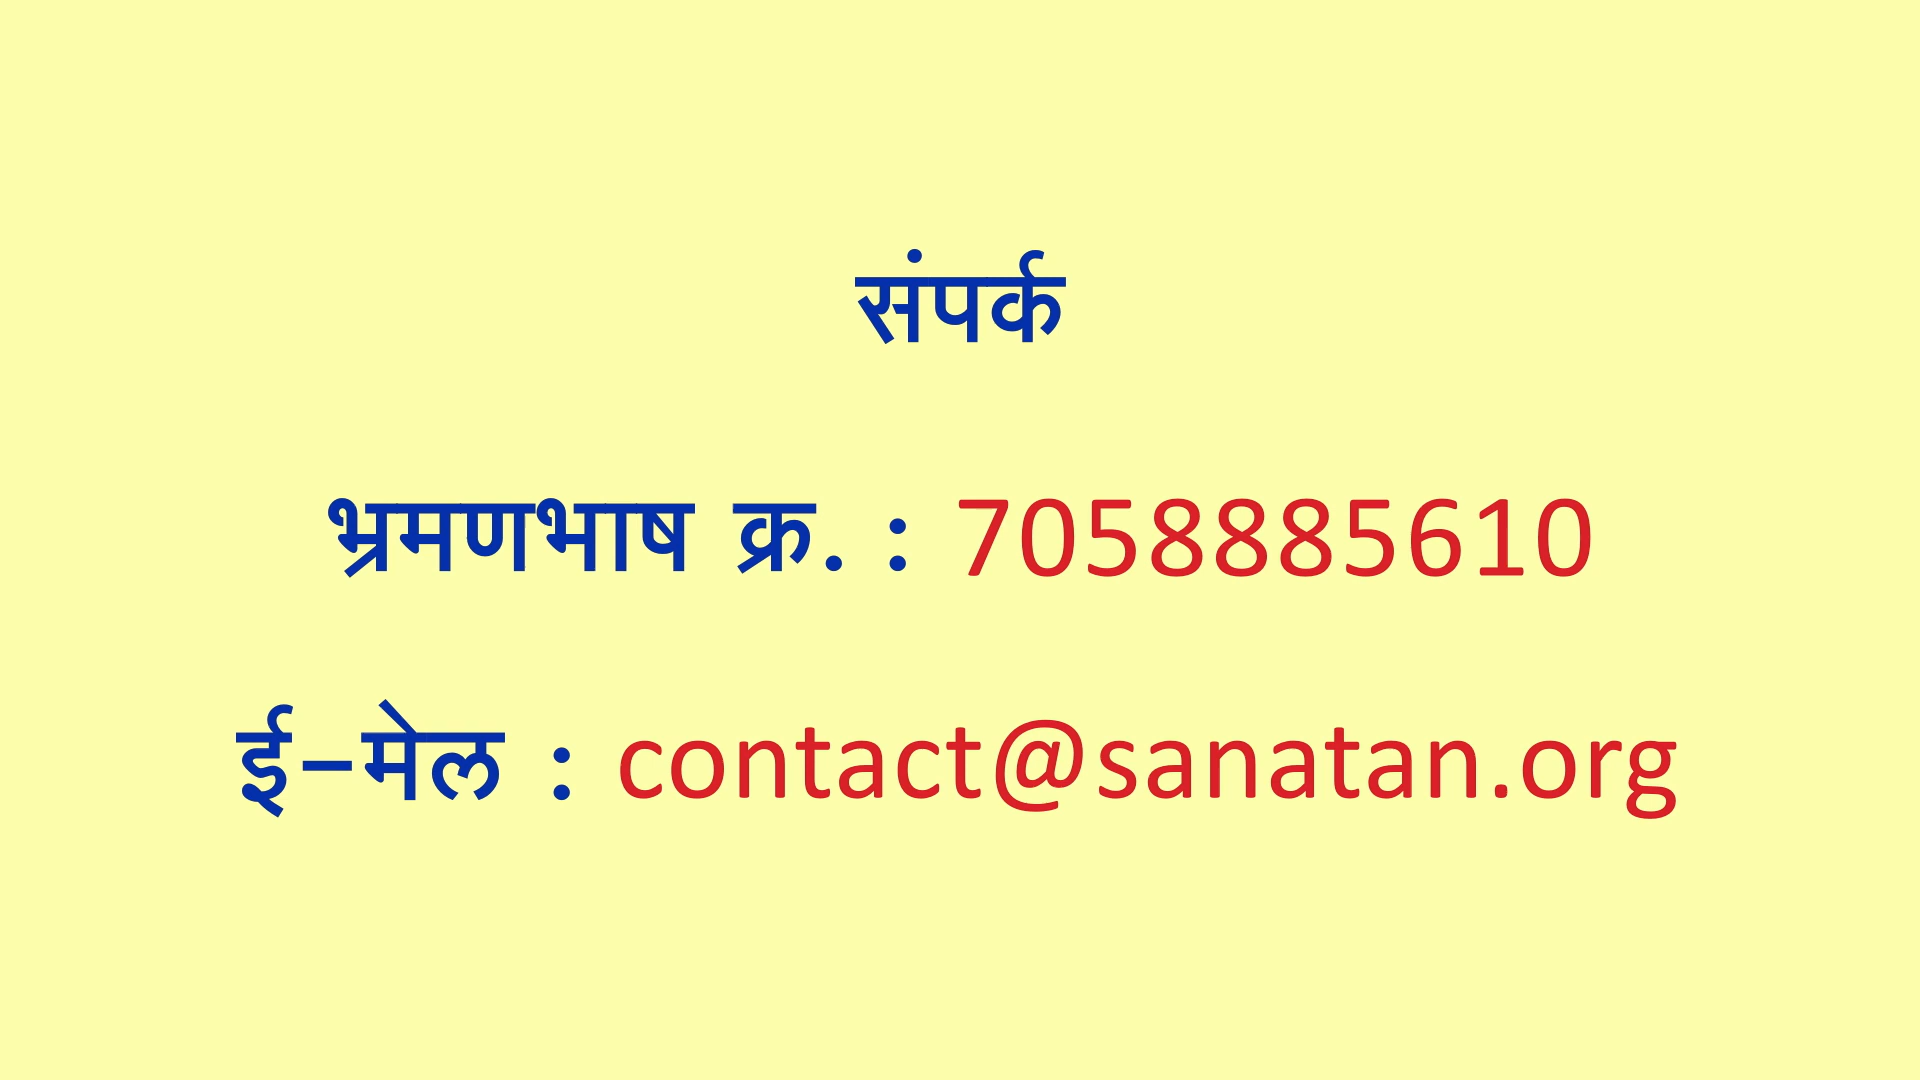 संपर्क
भ्रमणभाष क्र. : 7058885610
ई-मेल : contact@sanatan.org